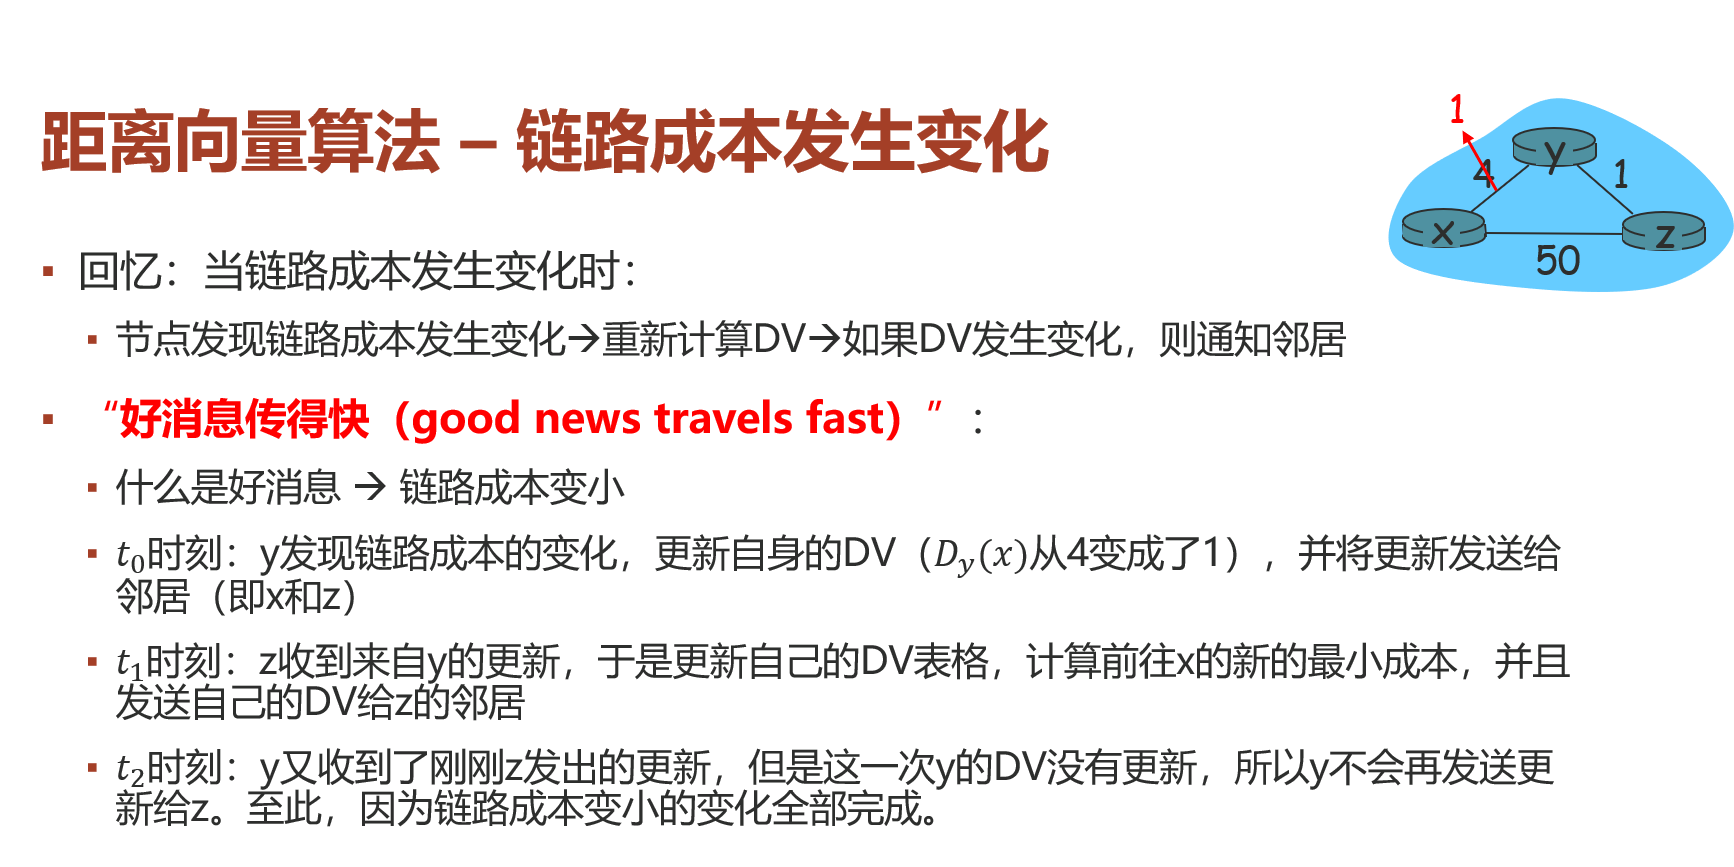 距离向量算法 – 链路成本发生变化
1
y
4
1
x
z
50
▪ 回忆：当链路成本发生变化时：
▪ 节点发现链路成本发生变化→重新计算DV→如果DV发生变化，则通知邻居
▪ “好消息传得快（good news travels fast）”：
▪ 什么是好消息 → 链路成本变小
▪ t₀时刻：y发现链路成本的变化，更新自身的DV（D_y(x)从4变成了1），并将更新发送给
邻居（即x和z）
▪ t₁时刻：z收到来自y的更新，于是更新自己的DV表格，计算前往x的新的最小成本，并且
发送自己的DV给z的邻居
▪ t₂时刻：y又收到了刚刚z发出的更新，但是这一次y的DV没有更新，所以y不会再发送更
新给z。至此，因为链路成本变小的变化全部完成。